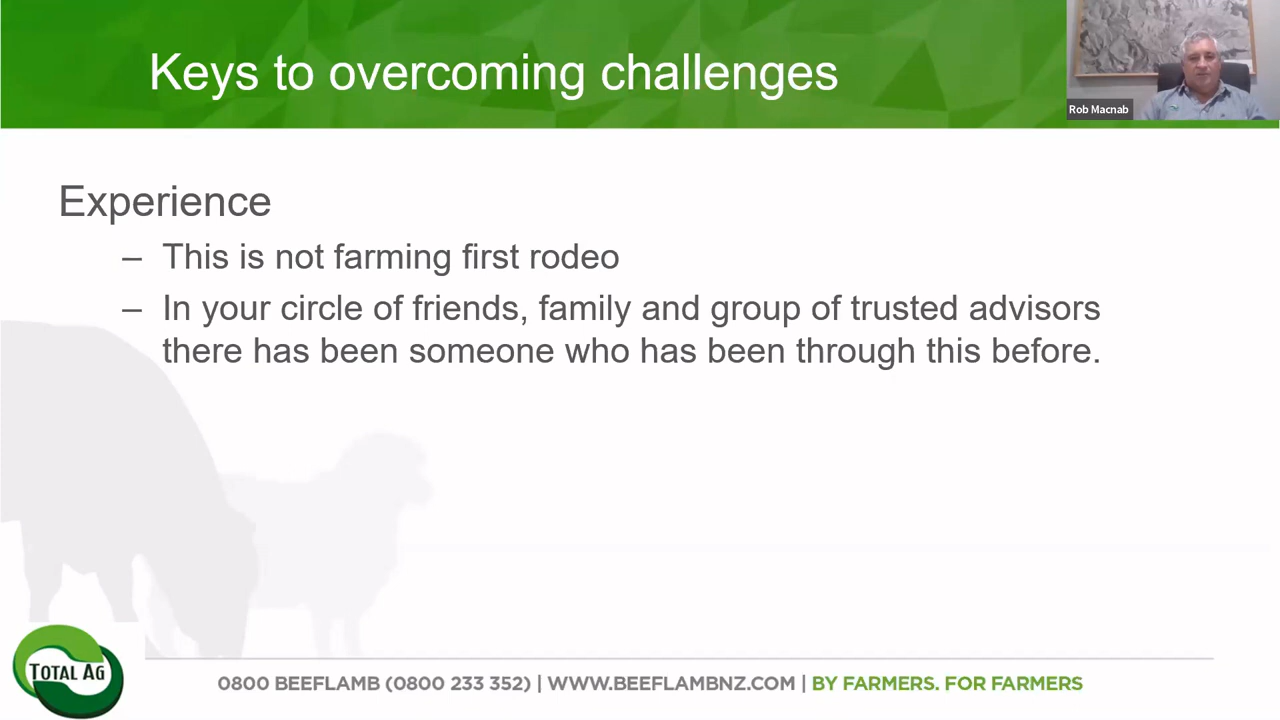 Keys to overcoming challenges
Rob Macnab
Experience
– This is not farming first rodeo
– In your circle of friends, family and group of trusted advisors
there has been someone who has been through this before.
TOTAL AG
0800 BEEFLAMB (0800 233 352) | WWW.BEEFLAMBNZ.COM | BY FARMERS. FOR FARMERS